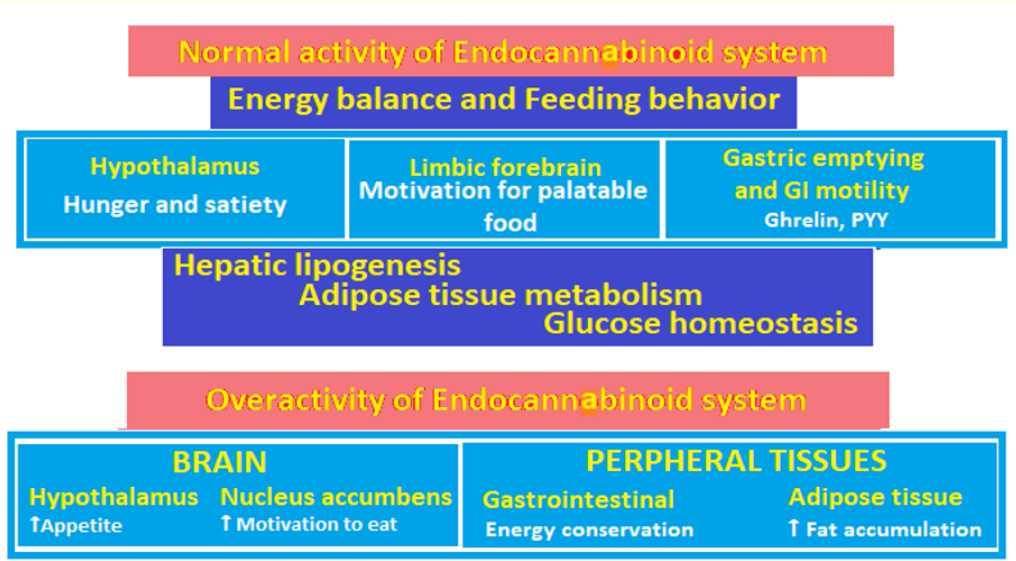 Normal activity of Endocannabinoid system
Energy balance and Feeding behavior
Hypothalamus
Hunger and satiety
Limbic forebrain
Motivation for palatable
food
Gastric emptying
and GI motility
Ghrelin, PYY
Hepatic lipogenesis
Adipose tissue metabolism
Glucose homeostasis
Overactivity of Endocannabinoid system
BRAIN
Hypothalamus
↑Appetite
Nucleus accumbens
↑ Motivation to eat
PERPHERAL TISSUES
Gastrointestinal
Energy conservation
Adipose tissue
↑ Fat accumulation